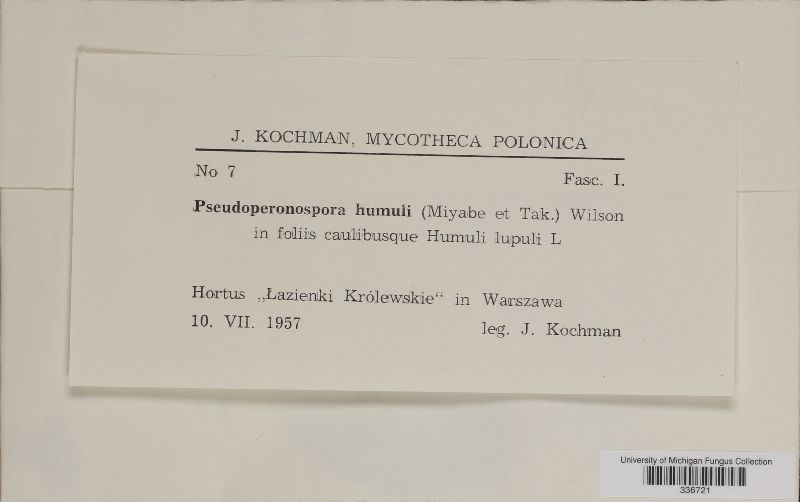 J. KOCHMAN, MYCOTHECA POLONICA
No 7 Fasc. I.
Pseudoperonospora humuli (Miyabe et Tak.) Wilson
in foliis caulibusque Humuli lupuli L
Hortus „Łazienki Królewskie“ in Warszawa
10. VII. 1957 leg. J. Kochman
University of Michigan Fungus Collection
336721